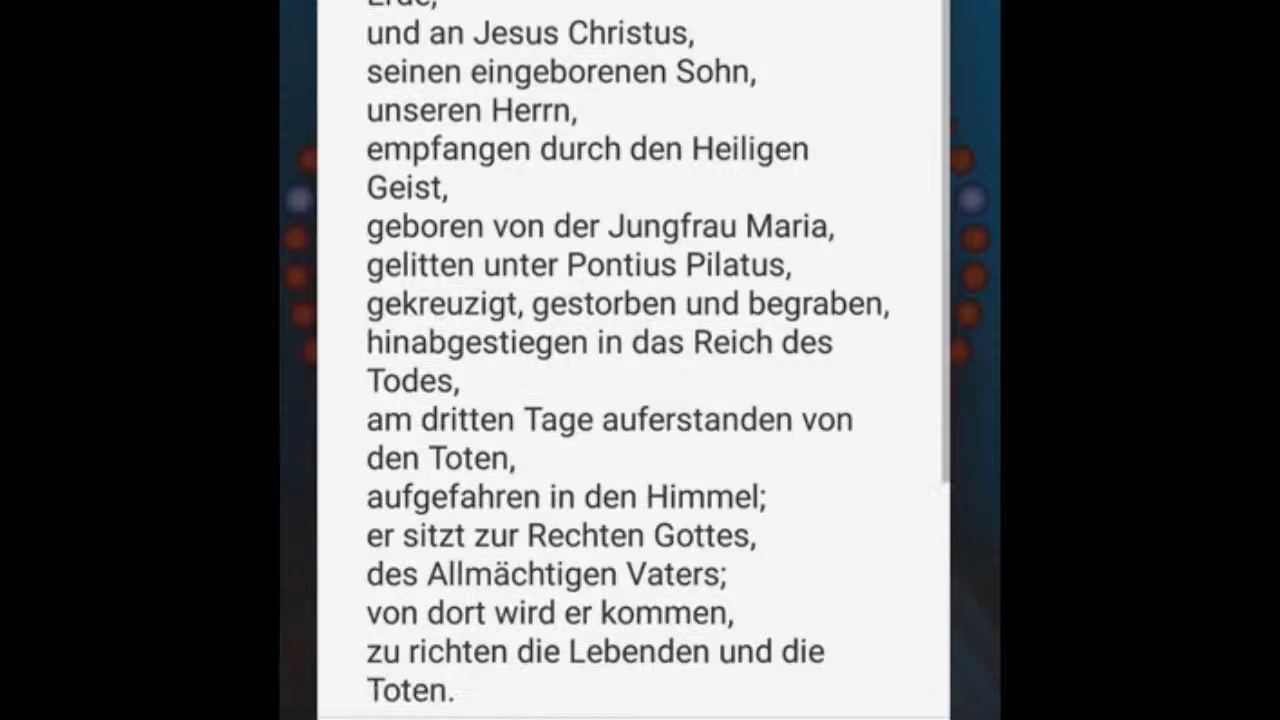 Erde,
und an Jesus Christus,
seinen eingeborenen Sohn,
unseren Herrn,
empfangen durch den Heiligen
Geist,
geboren von der Jungfrau Maria,
gelitten unter Pontius Pilatus,
gekreuzigt, gestorben und begraben,
hinabgestiegen in das Reich des
Todes,
am dritten Tage auferstanden von
den Toten,
aufgefahren in den Himmel;
er sitzt zur Rechten Gottes,
des Allmächtigen Vaters;
von dort wird er kommen,
zu richten die Lebenden und die
Toten.